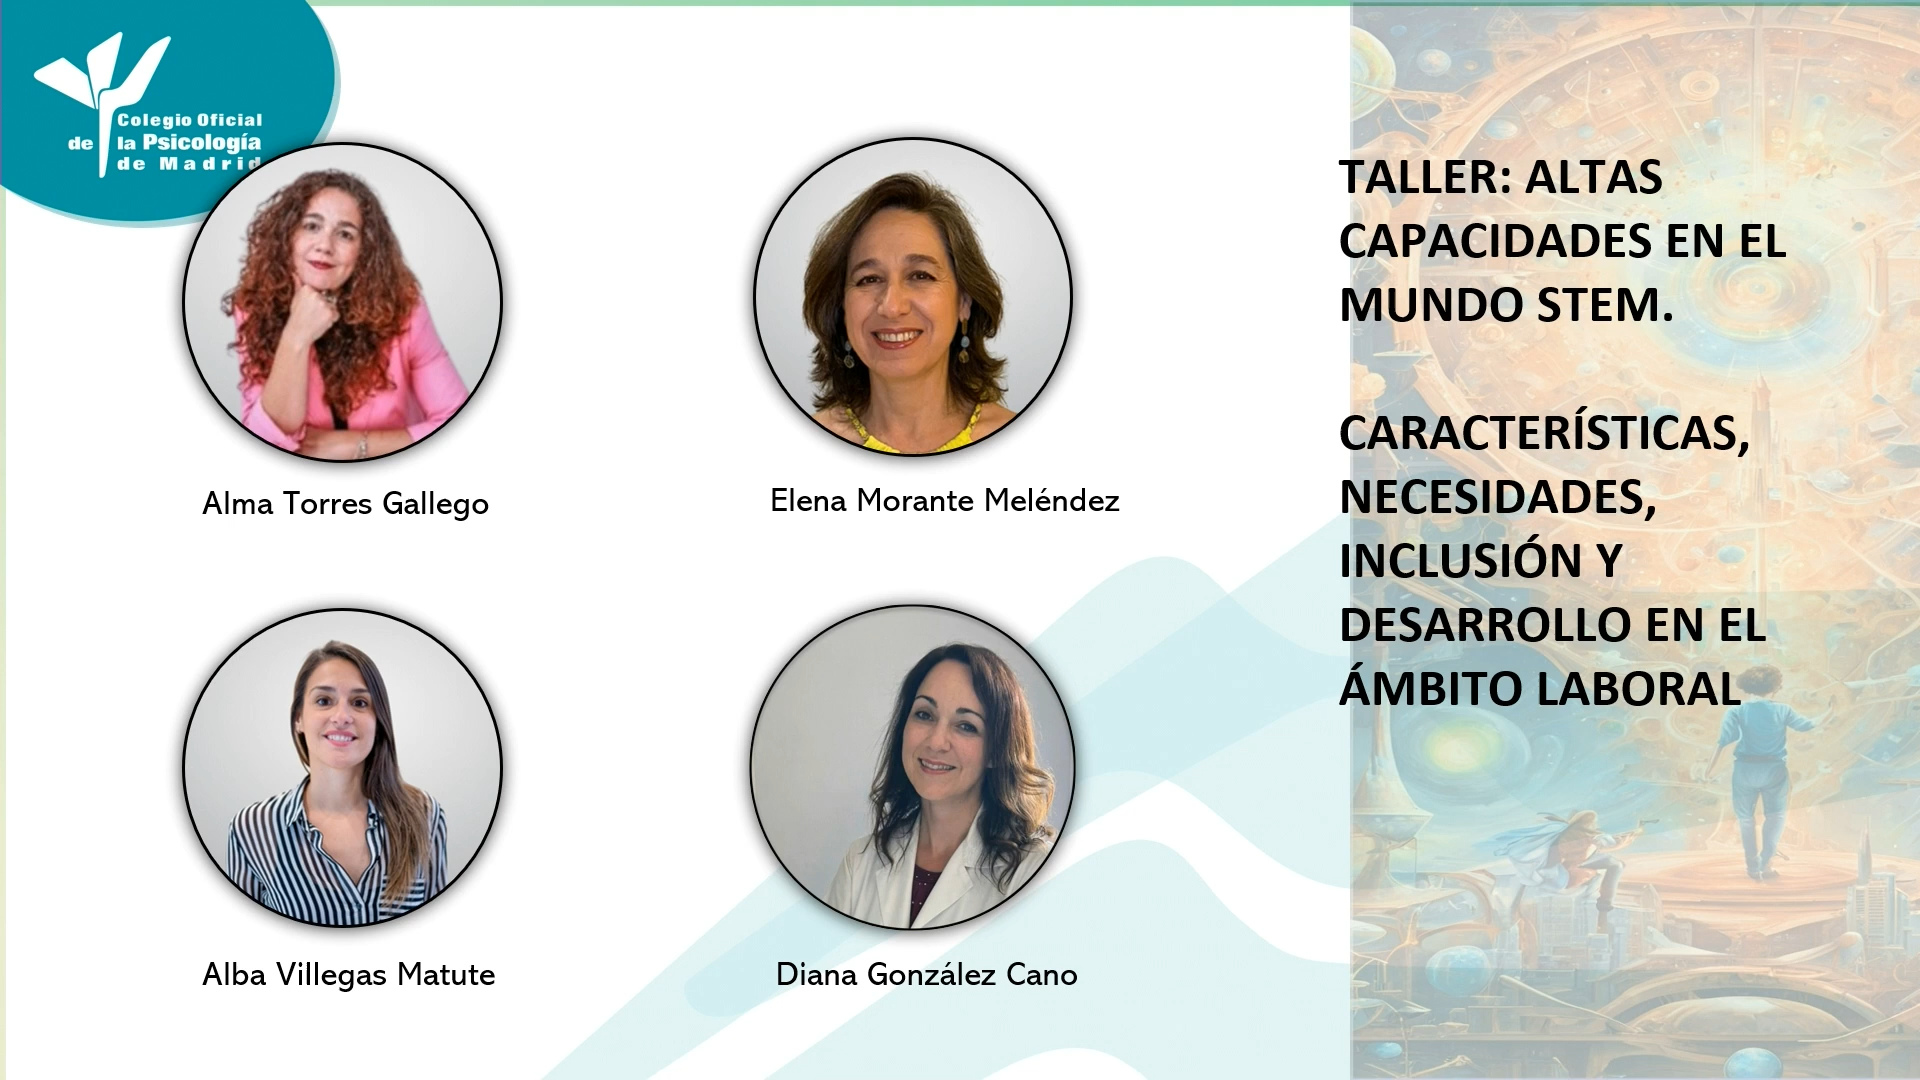 Colegio Oficial
de la Psicología
de Madrid
Alma Torres Gallego
Elena Morante Meléndez
Alba Villegas Matute
Diana González Cano
TALLER: ALTAS
CAPACIDADES EN EL
MUNDO STEM.
CARACTERÍSTICAS,
NECESIDADES,
INCLUSIÓN Y
DESARROLLO EN EL
ÁMBITO LABORAL